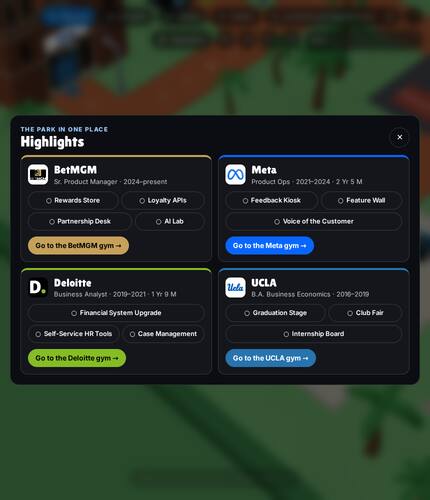 THE PARK IN ONE PLACE
Highlights
×
BetMGM
Sr. Product Manager · 2024–present
Rewards Store
Loyalty APIs
Partnership Desk
AI Lab
Go to the BetMGM gym →
Meta
Product Ops · 2021–2024 · 2 Yr 5 M
Feedback Kiosk
Feature Wall
Voice of the Customer
Go to the Meta gym →
D.
Deloitte
Business Analyst · 2019–2021 · 1 Yr 9 M
Financial System Upgrade
Self-Service HR Tools
Case Management
Go to the Deloitte gym →
Ucla
UCLA
B.A. Business Economics · 2016–2019
Graduation Stage
Club Fair
Internship Board
Go to the UCLA gym →